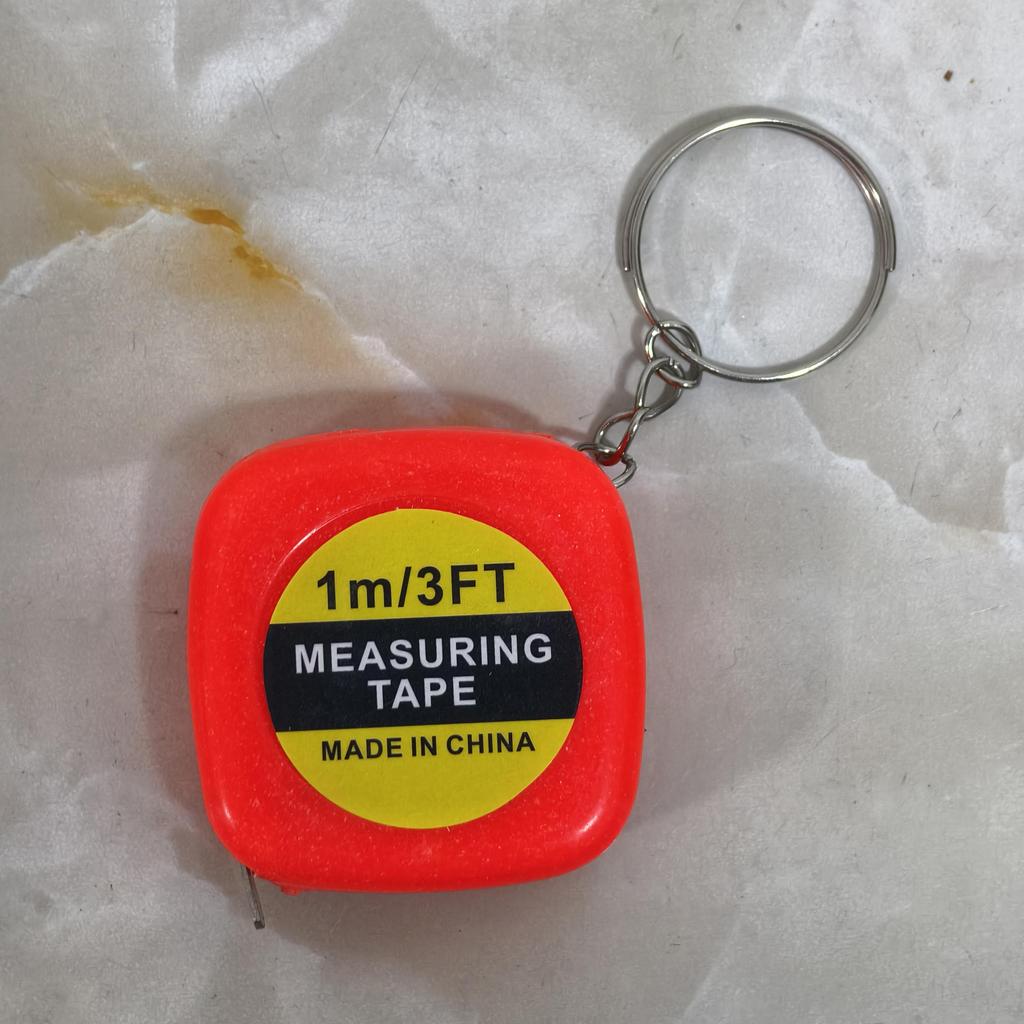 1m/3FT
MEASURING
TAPE
MADE IN CHINA